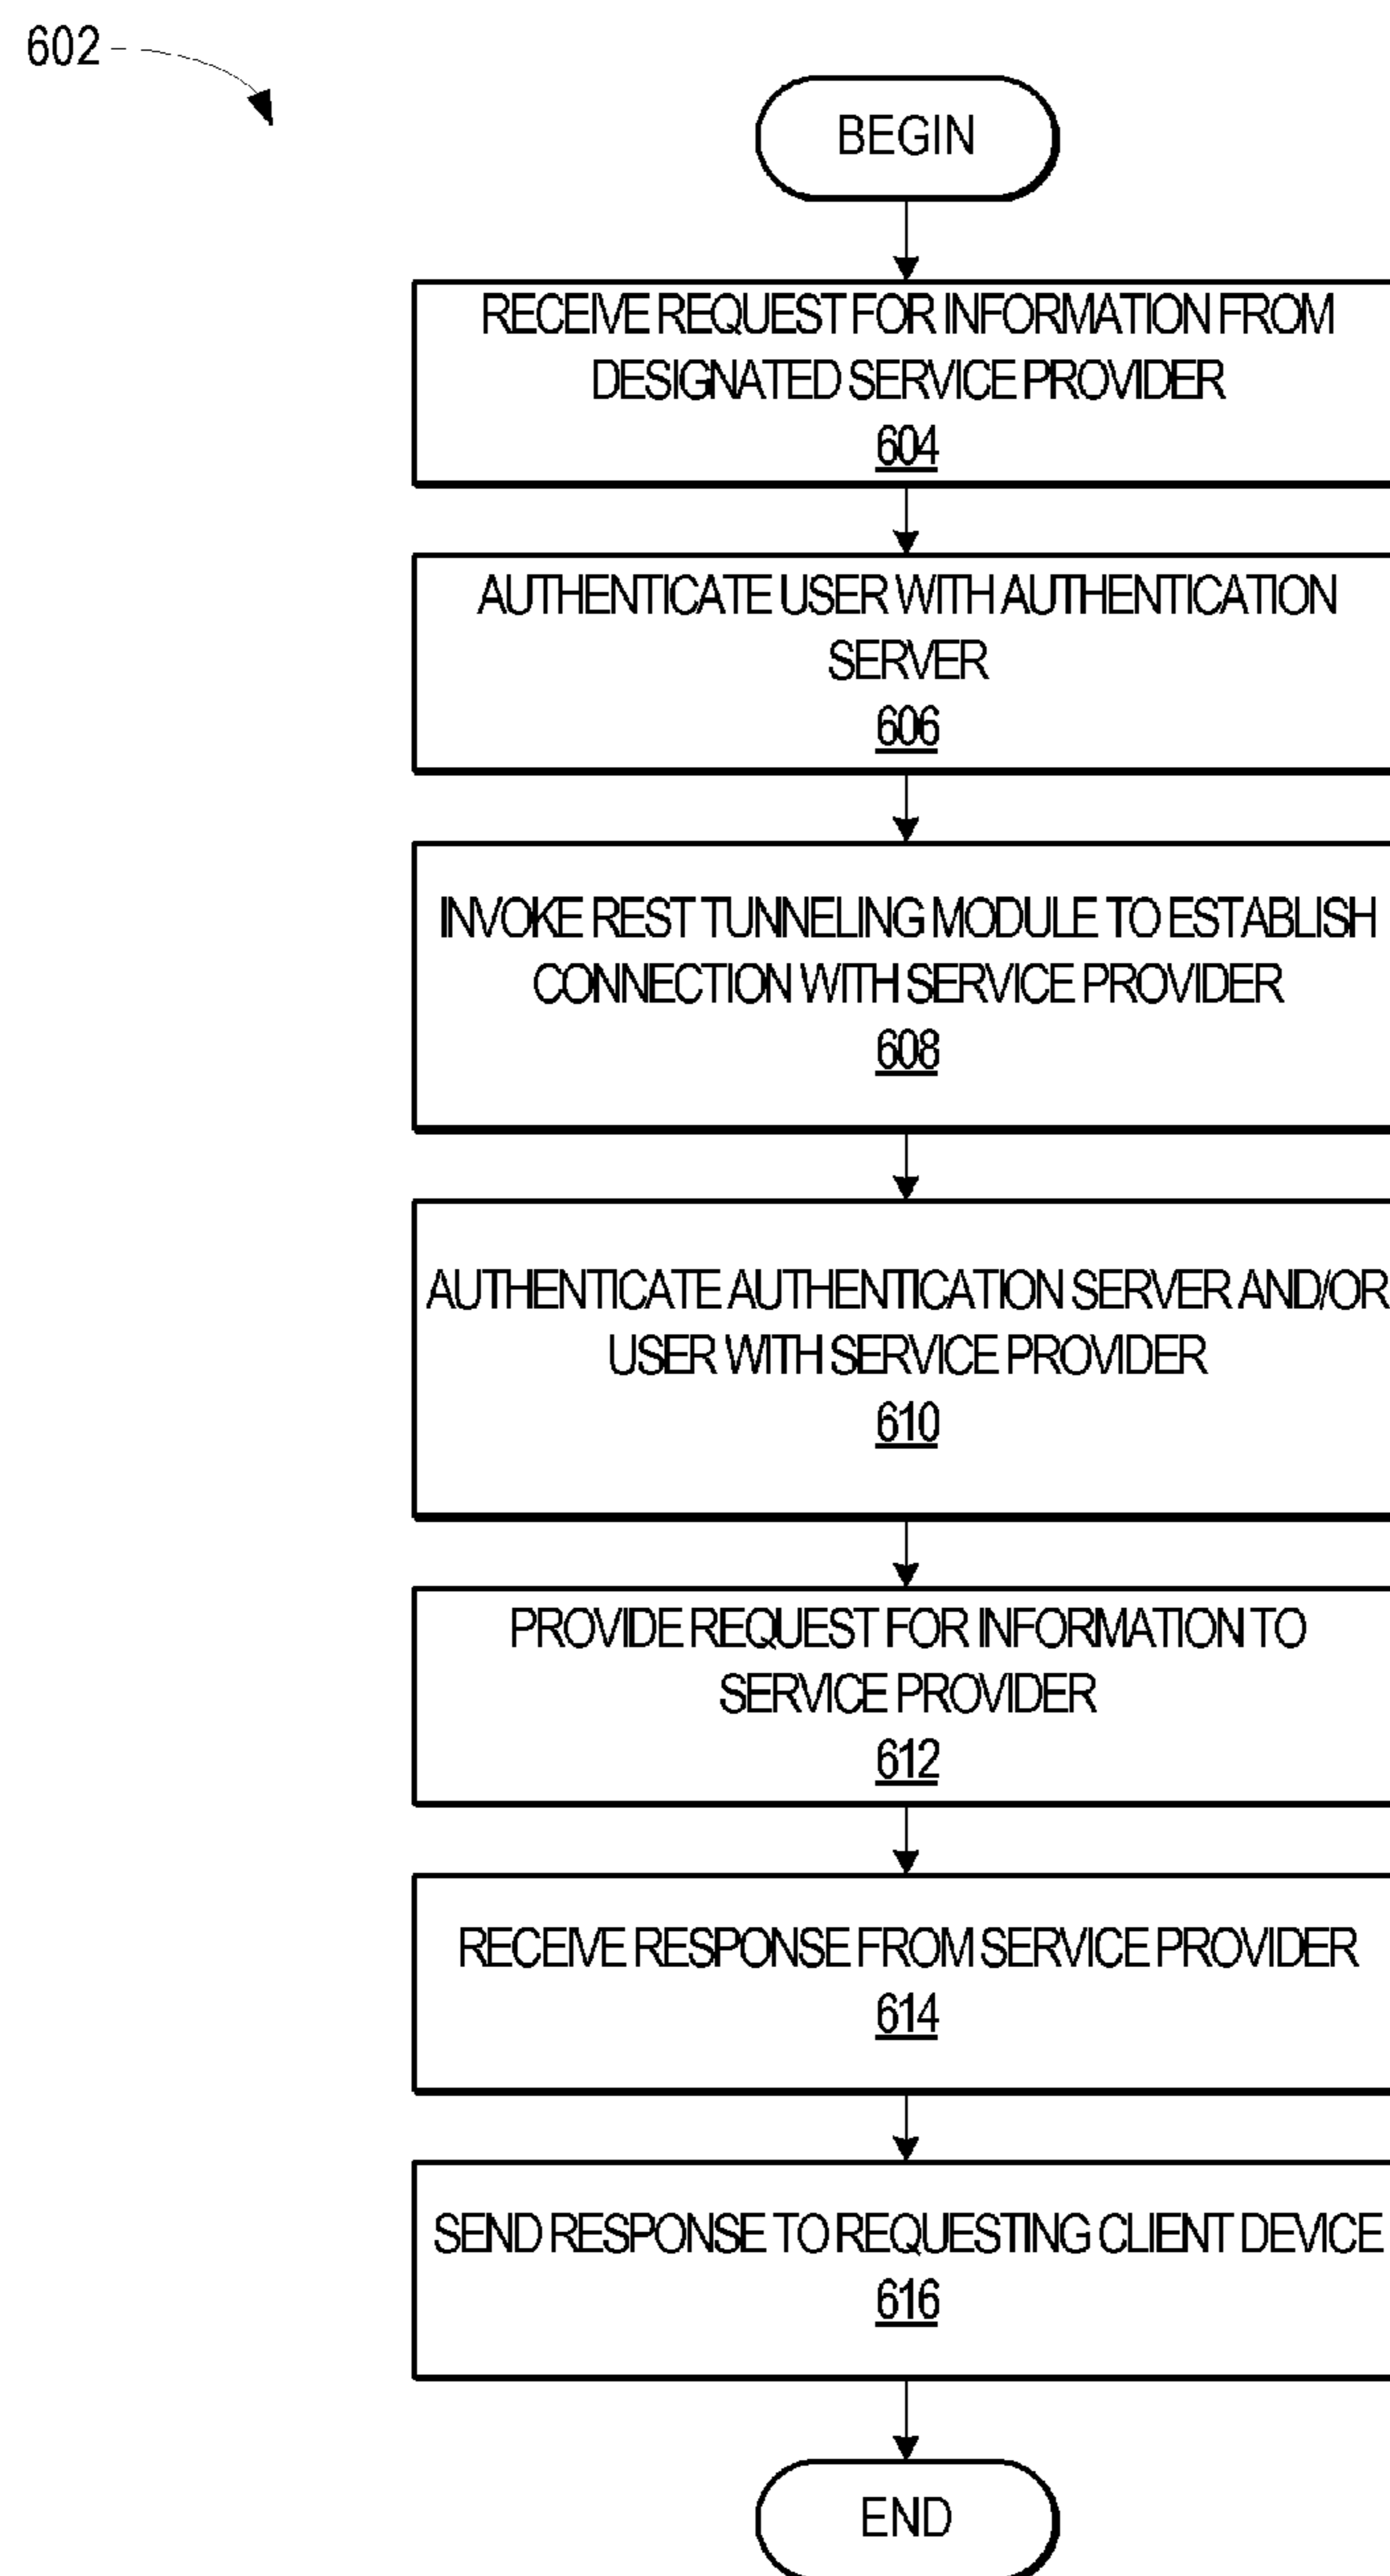 602
BEGIN
RECEIVE REQUEST FOR INFORMATION FROM
DESIGNATED SERVICE PROVIDER
604
AUTHENTICATE USER WITH AUTHENTICATION
SERVER
606
INVOKE REST TUNNELING MODULE TO ESTABLISH
CONNECTION WITH SERVICE PROVIDER
608
AUTHENTICATE AUTHENTICATION SERVER AND/OR
USER WITH SERVICE PROVIDER
610
PROVIDE REQUEST FOR INFORMATION TO
SERVICE PROVIDER
612
RECEIVE RESPONSE FROM SERVICE PROVIDER
614
SEND RESPONSE TO REQUESTING CLIENT DEVICE
616
END